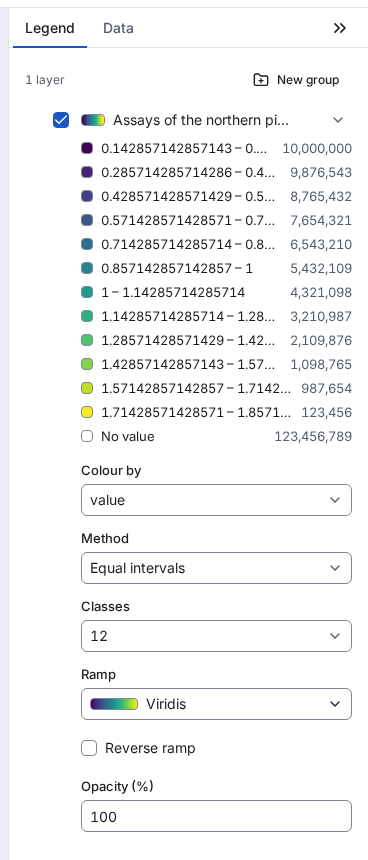 Legend Data
1 layer New group
Assays of the northern pi...
0.142857142857143 – 0.... 10,000,000
0.285714285714286 – 0.4... 9,876,543
0.428571428571429 – 0.5... 8,765,432
0.571428571428571 – 0.7... 7,654,321
0.714285714285714 – 0.8... 6,543,210
0.857142857142857 – 1 5,432,109
1 – 1.14285714285714 4,321,098
1.14285714285714 – 1.28... 3,210,987
1.28571428571429 – 1.42... 2,109,876
1.42857142857143 – 1.57... 1,098,765
1.57142857142857 – 1.7142... 987,654
1.71428571428571 – 1.8571... 123,456
No value 123,456,789
Colour by
value
Method
Equal intervals
Classes
12
Ramp
Viridis
Reverse ramp
Opacity (%)
100